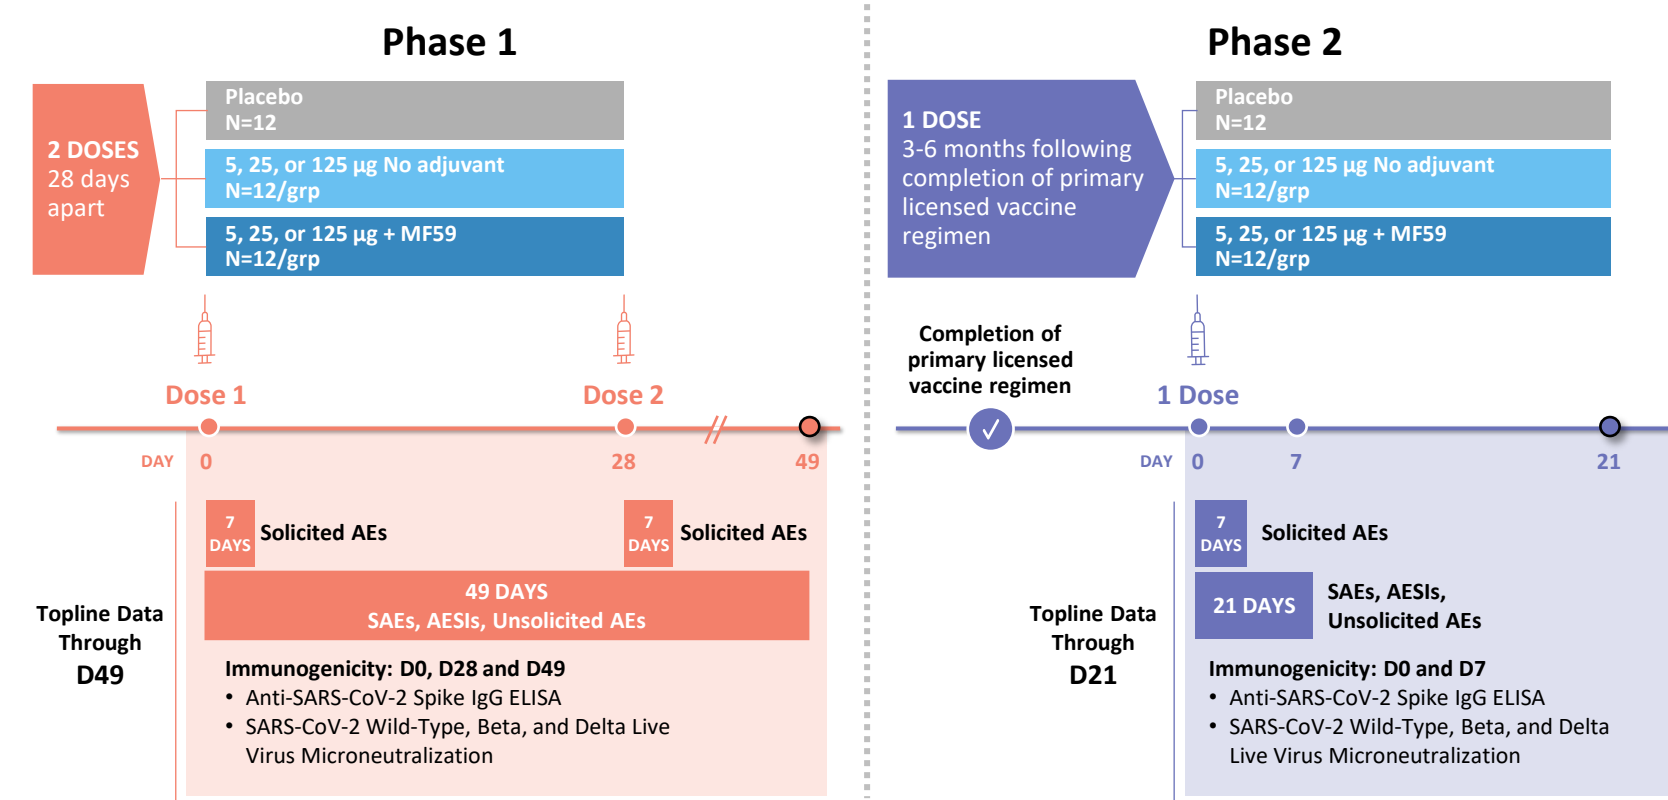 Phase 1
2 DOSES
28 days
apart
Placebo
N=12
5, 25, or 125 µg No adjuvant
N=12/grp
5, 25, or 125 µg + MF59
N=12/grp
Dose 1
Dose 2
DAY 0 28 49
7
DAYS
Solicited AEs
7
DAYS
Solicited AEs
49 DAYS
SAEs, AESIs, Unsolicited AEs
Topline Data
Through
D49
Immunogenicity: D0, D28 and D49
• Anti-SARS-CoV-2 Spike IgG ELISA
• SARS-CoV-2 Wild-Type, Beta, and Delta Live
Virus Microneutralization
Phase 2
1 DOSE
3-6 months following
completion of primary
licensed vaccine
regimen
Placebo
N=12
5, 25, or 125 µg No adjuvant
N=12/grp
5, 25, or 125 µg + MF59
N=12/grp
Completion of
primary licensed
vaccine regimen
1 Dose
DAY 0 7 21
7
DAYS
Solicited AEs
21 DAYS
SAEs, AESIs,
Unsolicited AEs
Topline Data
Through
D21
Immunogenicity: D0 and D7
• Anti-SARS-CoV-2 Spike IgG ELISA
• SARS-CoV-2 Wild-Type, Beta, and Delta
Live Virus Microneutralization